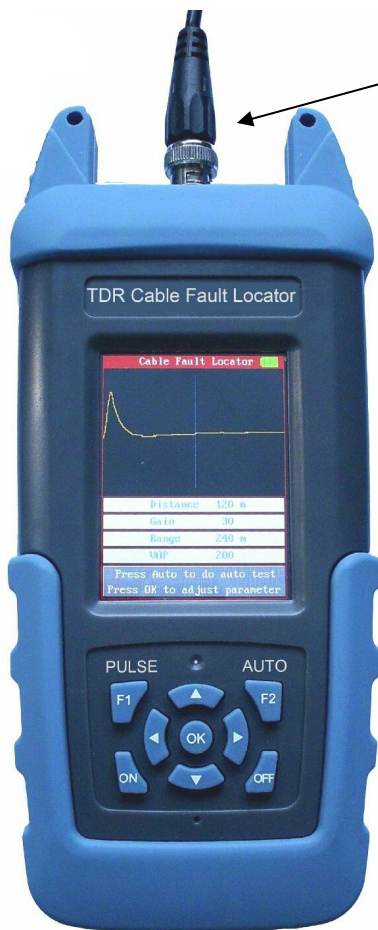 TDR Cable Fault Locator
Cable Fault Locator
Distance 120 m
Gain 30
Range 240 m
VOP 200
Press Auto to do auto test
Press OK to adjust parameter
PULSE AUTO
F1 F2
OK
ON OFF